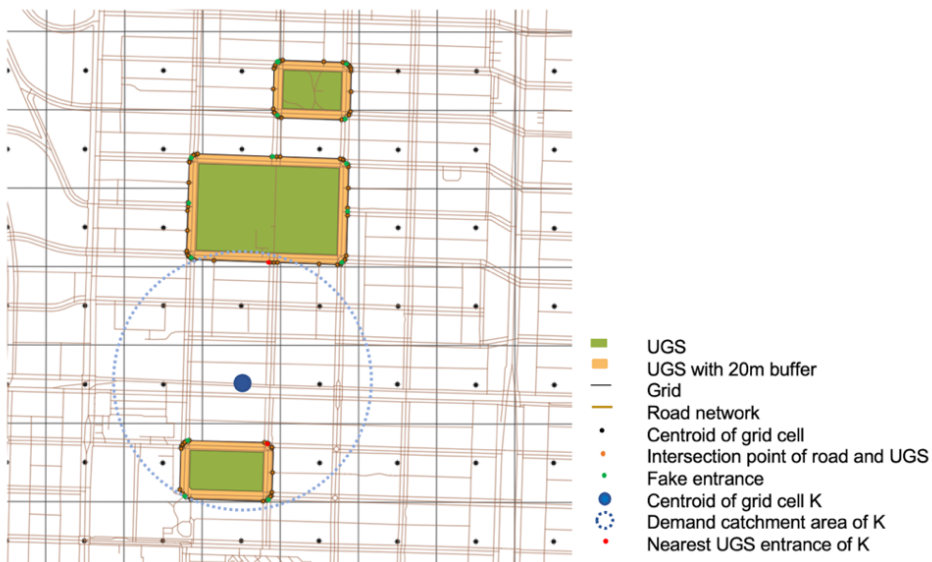 UGS
UGS with 20m buffer
Grid
Road network
Centroid of grid cell
Intersection point of road and UGS
Fake entrance
Centroid of grid cell K
Demand catchment area of K
Nearest UGS entrance of K